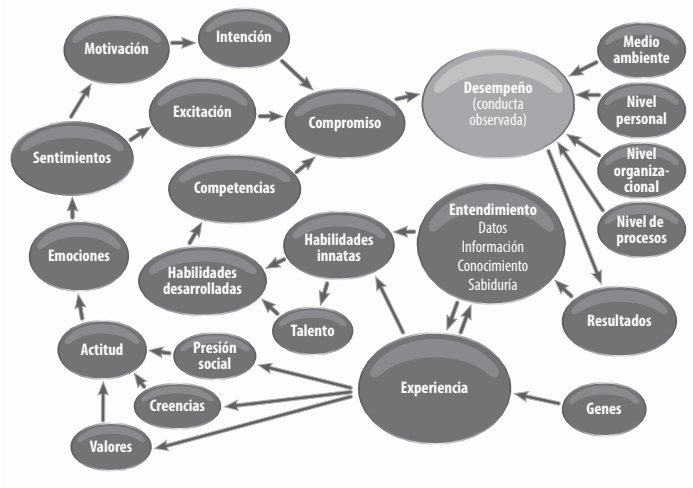 Motivación
Intención
Medio
ambiente
Desempeño
(conducta
observada)
Nivel
personal
Excitación
Compromiso
Sentimientos
Nivel
organiza-
cional
Competencias
Entendimiento
Datos
Información
Conocimiento
Sabiduría
Nivel de
procesos
Emociones
Habilidades
innatas
Habilidades
desarrolladas
Talento
Resultados
Actitud
Presión
social
Experiencia
Creencias
Genes
Valores